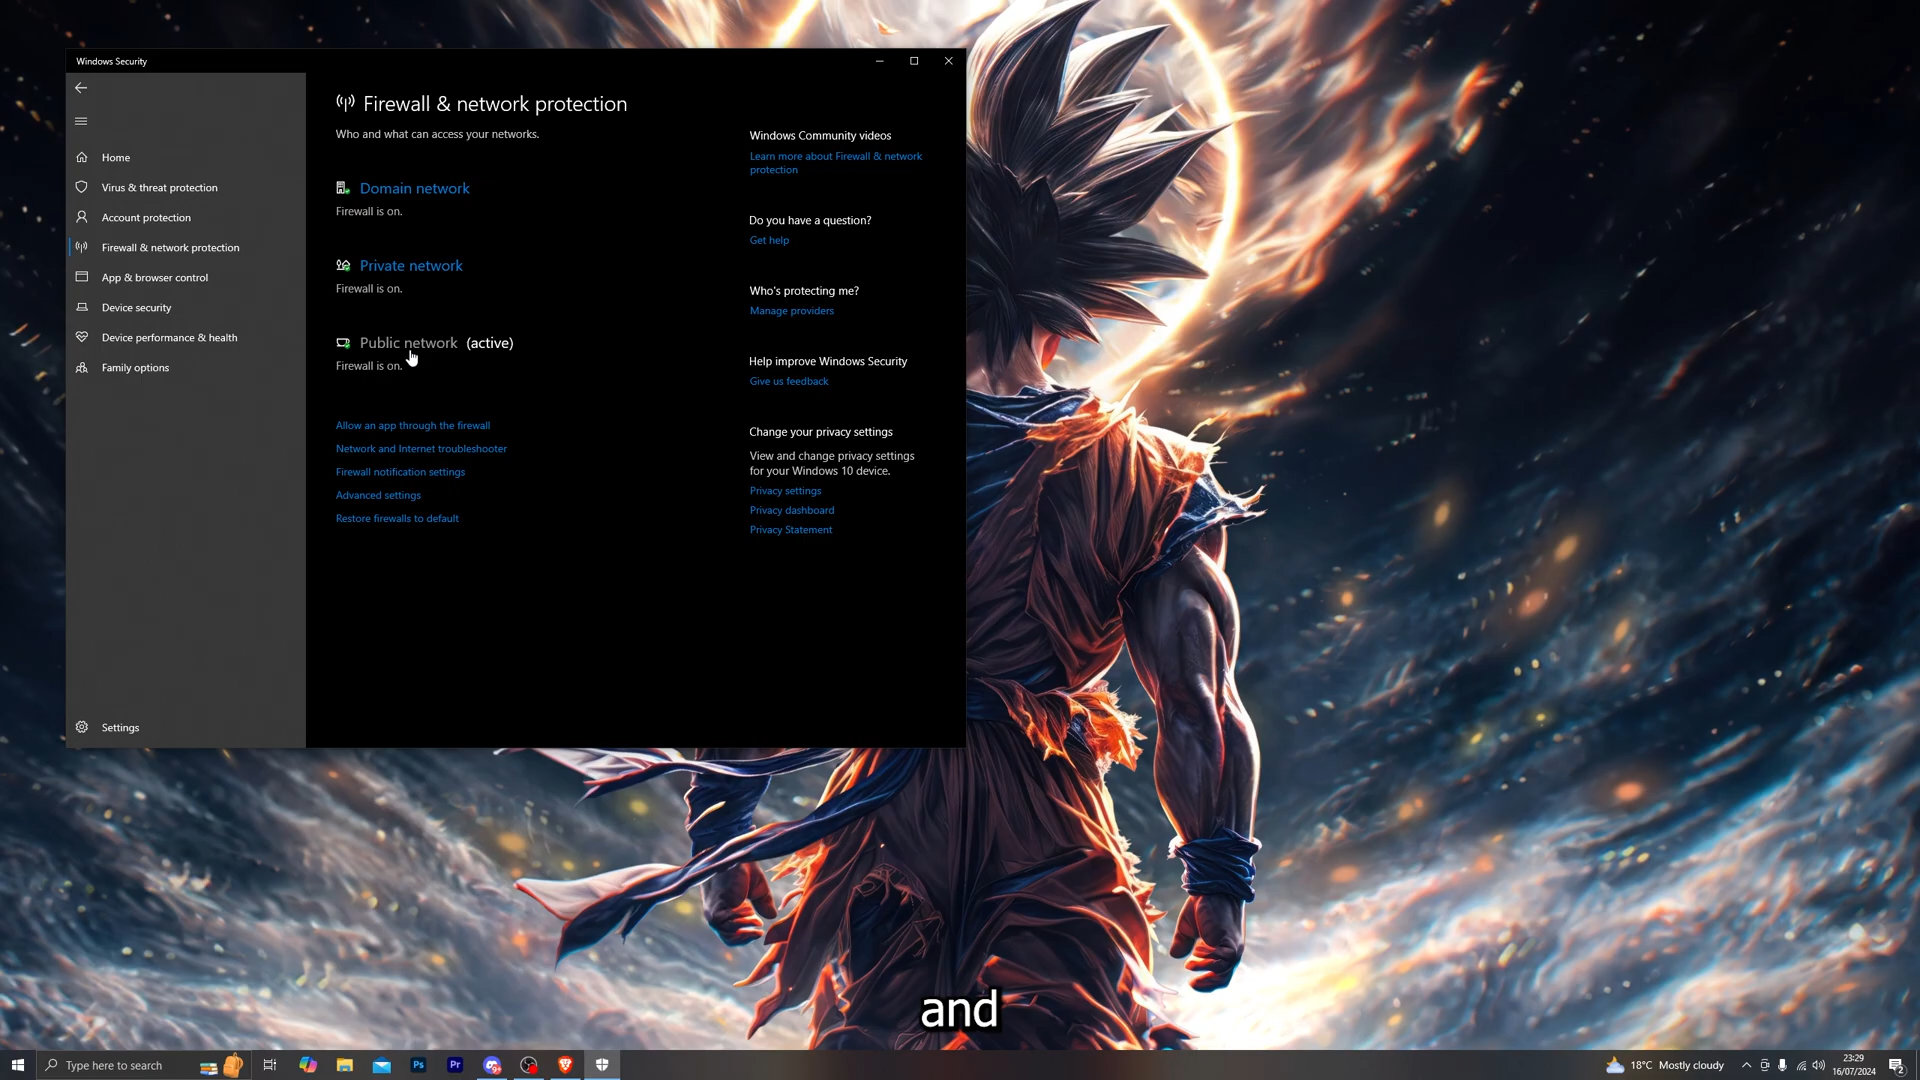 Windows Security
Firewall & network protection
Who and what can access your networks.
Home
Virus & threat protection
Account protection
Firewall & network protection
App & browser control
Device security
Device performance & health
Family options
Settings
Domain network
Firewall is on.
Private network
Firewall is on.
Public network (active)
Firewall is on.
Allow an app through the firewall
Network and Internet troubleshooter
Firewall notification settings
Advanced settings
Restore firewalls to default
Windows Community videos
Learn more about Firewall & network
protection
Do you have a question?
Get help
Who's protecting me?
Manage providers
Help improve Windows Security
Give us feedback
Change your privacy settings
View and change privacy settings
for your Windows 10 device.
Privacy settings
Privacy dashboard
Privacy Statement
and
Type here to search
Ps
Pr
18°C Mostly cloudy
23:29
16/07/2024
2